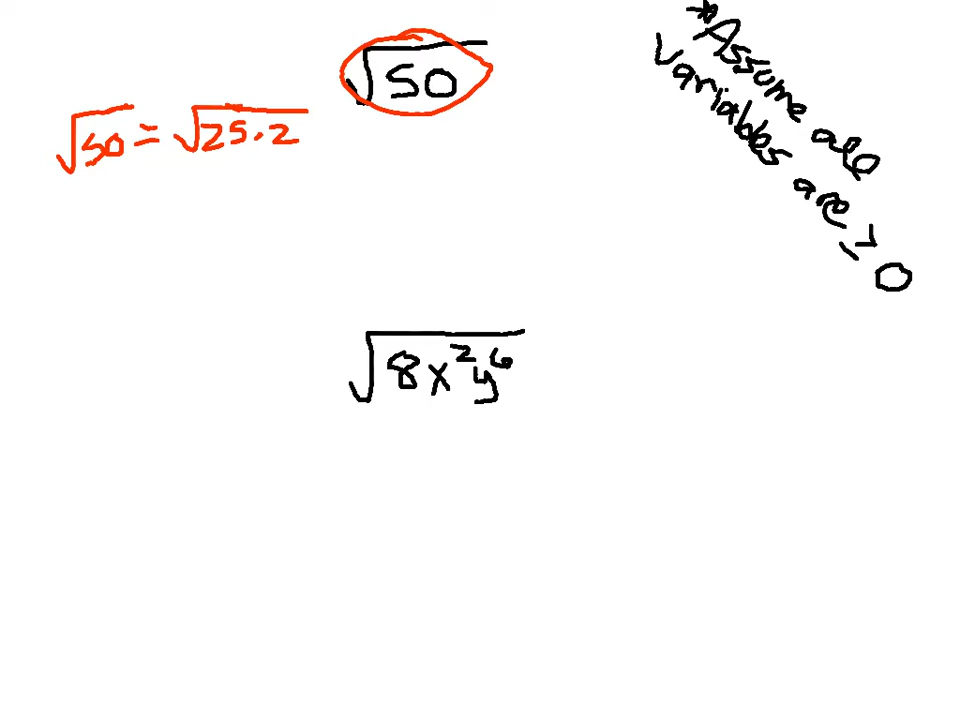 √50
√50 = √25·2
*Assume all
variables are ≥ 0
√8x²y⁶